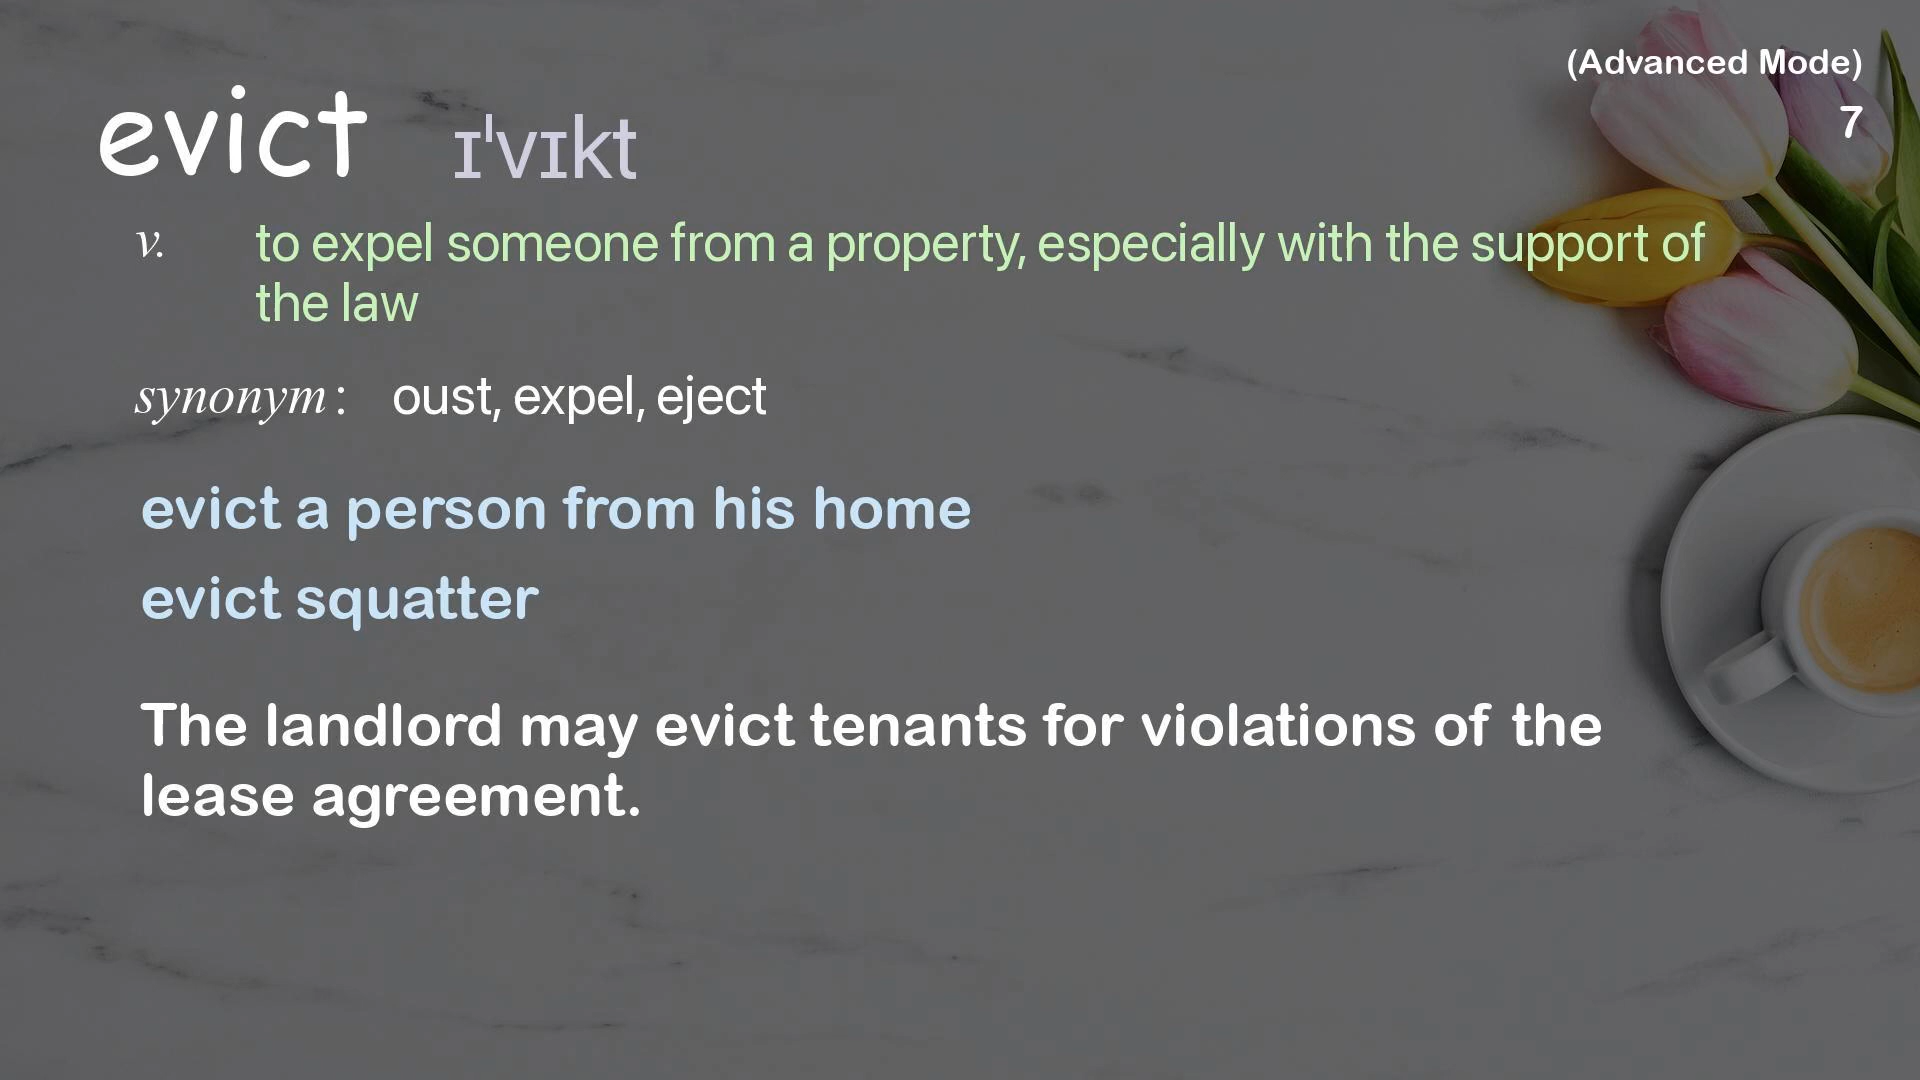 (Advanced Mode)
7
evict ɪˈvɪkt
v. to expel someone from a property, especially with the support of
the law
synonym : oust, expel, eject
evict a person from his home
evict squatter
The landlord may evict tenants for violations of the
lease agreement.